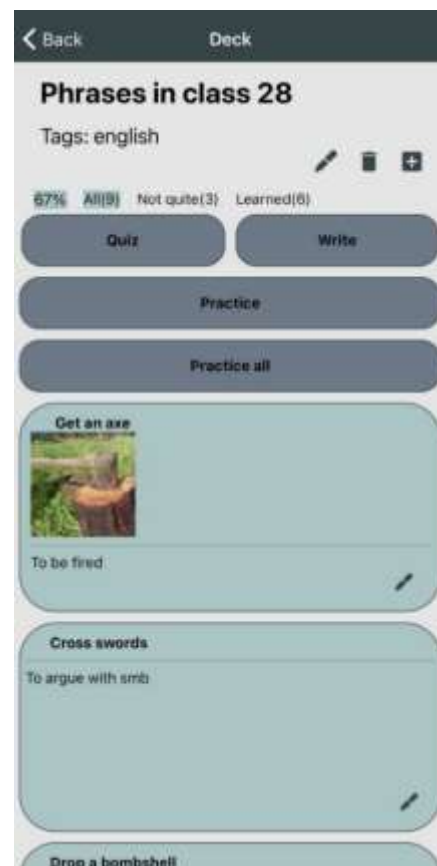 Back Deck
Phrases in class 28
Tags: english
67% All(9) Not quite(3) Learned(6)
Quiz Write
Practice
Practice all
Get an axe
To be fired
Cross swords
To argue with smb
Drop a bombshell